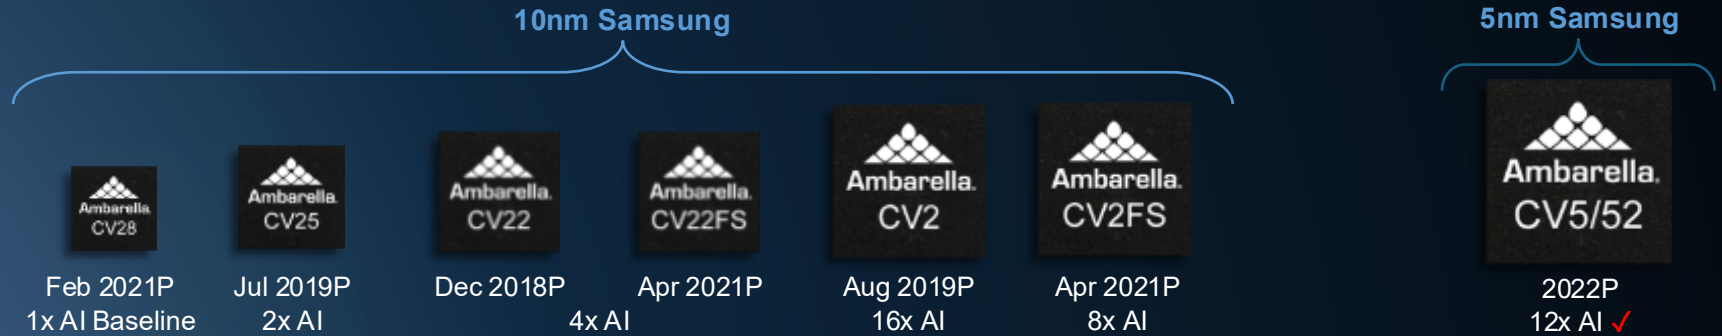 10nm Samsung
5nm Samsung
Ambarella.
CV28
Ambarella.
CV25
Ambarella.
CV22
Ambarella.
CV22FS
Ambarella.
CV2
Ambarella.
CV2FS
Ambarella.
CV5/52
Feb 2021P Jul 2019P Dec 2018P Apr 2021P Aug 2019P Apr 2021P 2022P
1x AI Baseline 2x AI 4x AI 16x AI 8x AI 12x AI ✓